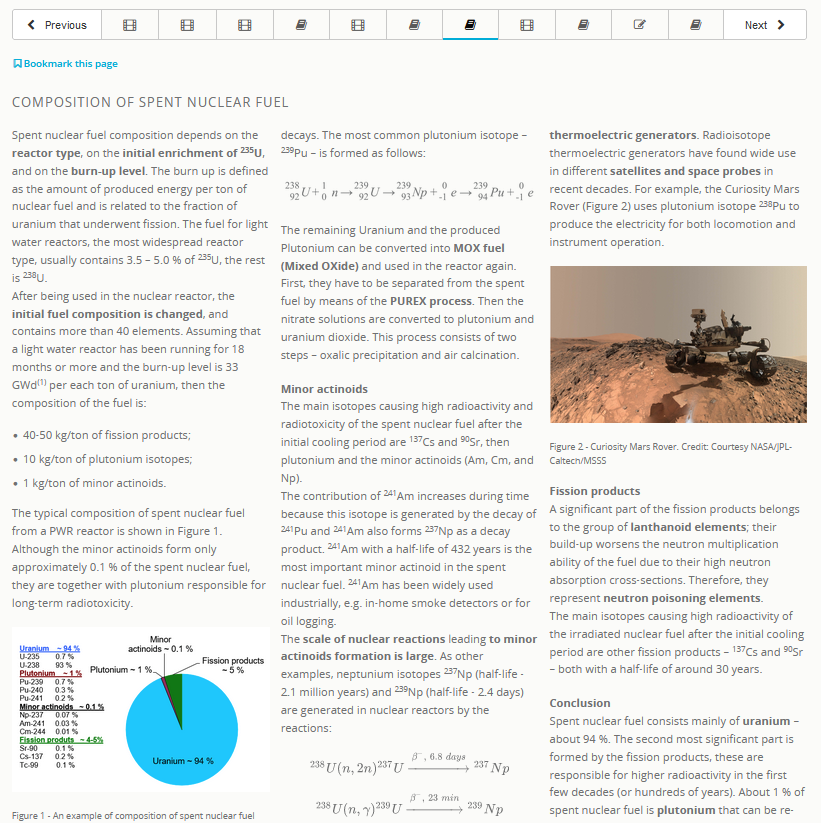 Previous
Next
Bookmark this page
COMPOSITION OF SPENT NUCLEAR FUEL
Spent nuclear fuel composition depends on the
reactor type, on the initial enrichment of ²³⁵U,
and on the burn-up level. The burn up is defined
as the amount of produced energy per ton of
nuclear fuel and is related to the fraction of
uranium that underwent fission. The fuel for light
water reactors, the most widespread reactor
type, usually contains 3.5 – 5.0 % of ²³⁵U, the rest
is ²³⁸U.
After being used in the nuclear reactor, the
initial fuel composition is changed, and
contains more than 40 elements. Assuming that
a light water reactor has been running for 18
months or more and the burn-up level is 33
GWd⁽¹⁾ per each ton of uranium, then the
composition of the fuel is:
• 40-50 kg/ton of fission products;
• 10 kg/ton of plutonium isotopes;
• 1 kg/ton of minor actinoids.
The typical composition of spent nuclear fuel
from a PWR reactor is shown in Figure 1.
Although the minor actinoids form only
approximately 0.1 % of the spent nuclear fuel,
they are together with plutonium responsible for
long-term radiotoxicity.
Uranium ~ 94 %
U-235 0.7 %
U-238 93 %
Plutonium ~ 1 %
Pu-239 0.7 %
Pu-240 0.3 %
Pu-241 0.2 %
Minor actinoids ~ 0.1 %
Np-237 0.07 %
Am-241 0.03 %
Cm-244 0.01 %
Fission produts ~ 4-5%
Sr-90 0.1 %
Cs-137 0.2 %
Tc-99 0.1 %
Minor
actinoids ~ 0.1 %
Plutonium ~ 1 %
Fission products
~ 5 %
Uranium ~ 94 %
Figure 1 - An example of composition of spent nuclear fuel
decays. The most common plutonium isotope –
²³⁹Pu – is formed as follows:
²³⁸₉₂U + ¹₀n → ²³⁹₉₂U → ²³⁹₉₃Np + ⁰₋₁e → ²³⁹₉₄Pu + ⁰₋₁e
The remaining Uranium and the produced
Plutonium can be converted into MOX fuel
(Mixed OXide) and used in the reactor again.
First, they have to be separated from the spent
fuel by means of the PUREX process. Then the
nitrate solutions are converted to plutonium and
uranium dioxide. This process consists of two
steps – oxalic precipitation and air calcination.
Minor actinoids
The main isotopes causing high radioactivity and
radiotoxicity of the spent nuclear fuel after the
initial cooling period are ¹³⁷Cs and ⁹⁰Sr, then
plutonium and the minor actinoids (Am, Cm, and
Np).
The contribution of ²⁴¹Am increases during time
because this isotope is generated by the decay of
²⁴¹Pu and ²⁴¹Am also forms ²³⁷Np as a decay
product. ²⁴¹Am with a half-life of 432 years is the
most important minor actinoid in the spent
nuclear fuel. ²⁴¹Am has been widely used
industrially, e.g. in-home smoke detectors or for
oil logging.
The scale of nuclear reactions leading to minor
actinoids formation is large. As other
examples, neptunium isotopes ²³⁷Np (half-life -
2.1 million years) and ²³⁹Np (half-life - 2.4 days)
are generated in nuclear reactors by the
reactions:
²³⁸U(n, 2n)²³⁷U —β⁻, 6.8 days→ ²³⁷Np
²³⁸U(n, γ)²³⁹U —β⁻, 23 min→ ²³⁹Np
thermoelectric generators. Radioisotope
thermoelectric generators have found wide use
in different satellites and space probes in
recent decades. For example, the Curiosity Mars
Rover (Figure 2) uses plutonium isotope ²³⁸Pu to
produce the electricity for both locomotion and
instrument operation.
Figure 2 - Curiosity Mars Rover. Credit: Courtesy NASA/JPL-
Caltech/MSSS
Fission products
A significant part of the fission products belongs
to the group of lanthanoid elements; their
build-up worsens the neutron multiplication
ability of the fuel due to their high neutron
absorption cross-sections. Therefore, they
represent neutron poisoning elements.
The main isotopes causing high radioactivity of
the irradiated nuclear fuel after the initial cooling
period are other fission products – ¹³⁷Cs and ⁹⁰Sr
– both with a half-life of around 30 years.
Conclusion
Spent nuclear fuel consists mainly of uranium –
about 94 %. The second most significant part is
formed by the fission products, these are
responsible for higher radioactivity in the first
few decades (or hundreds of years). About 1 % of
spent nuclear fuel is plutonium that can be re-